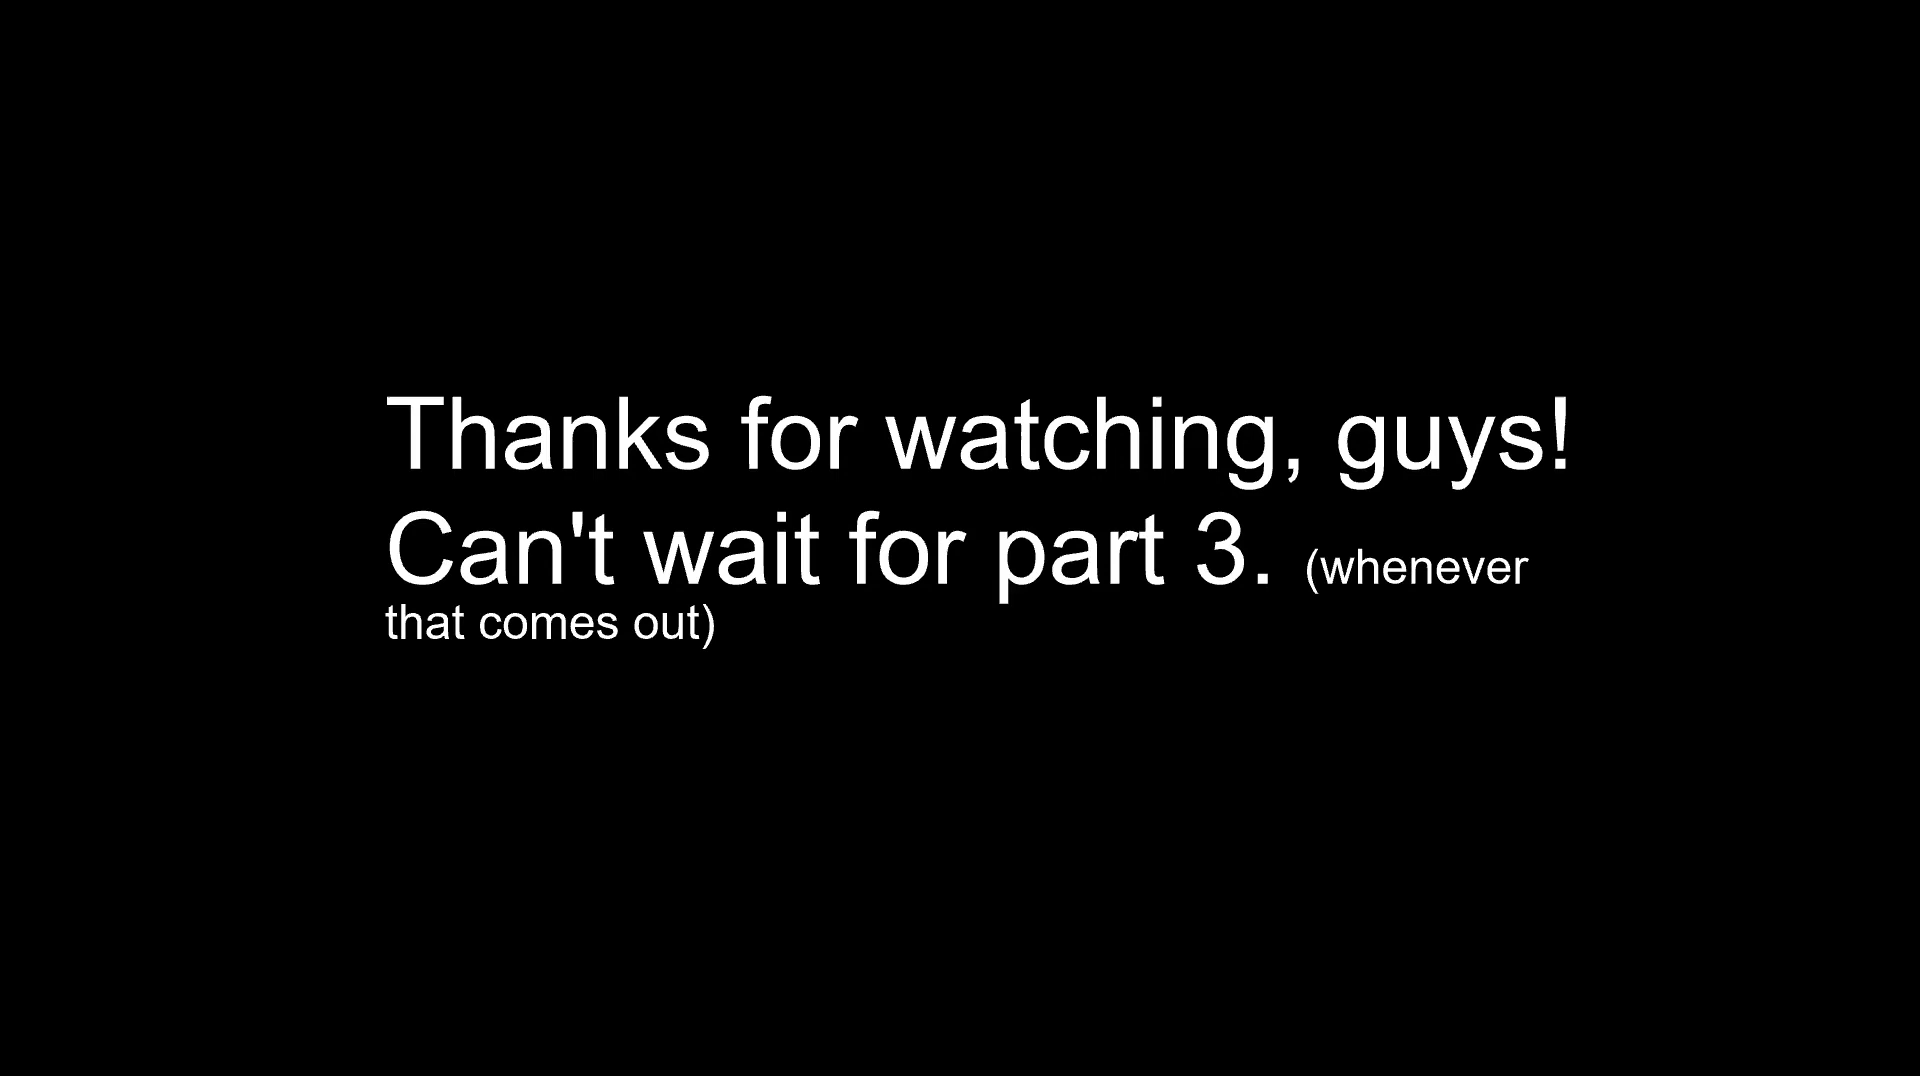 Thanks for watching, guys!
Can't wait for part 3. (whenever
that comes out)